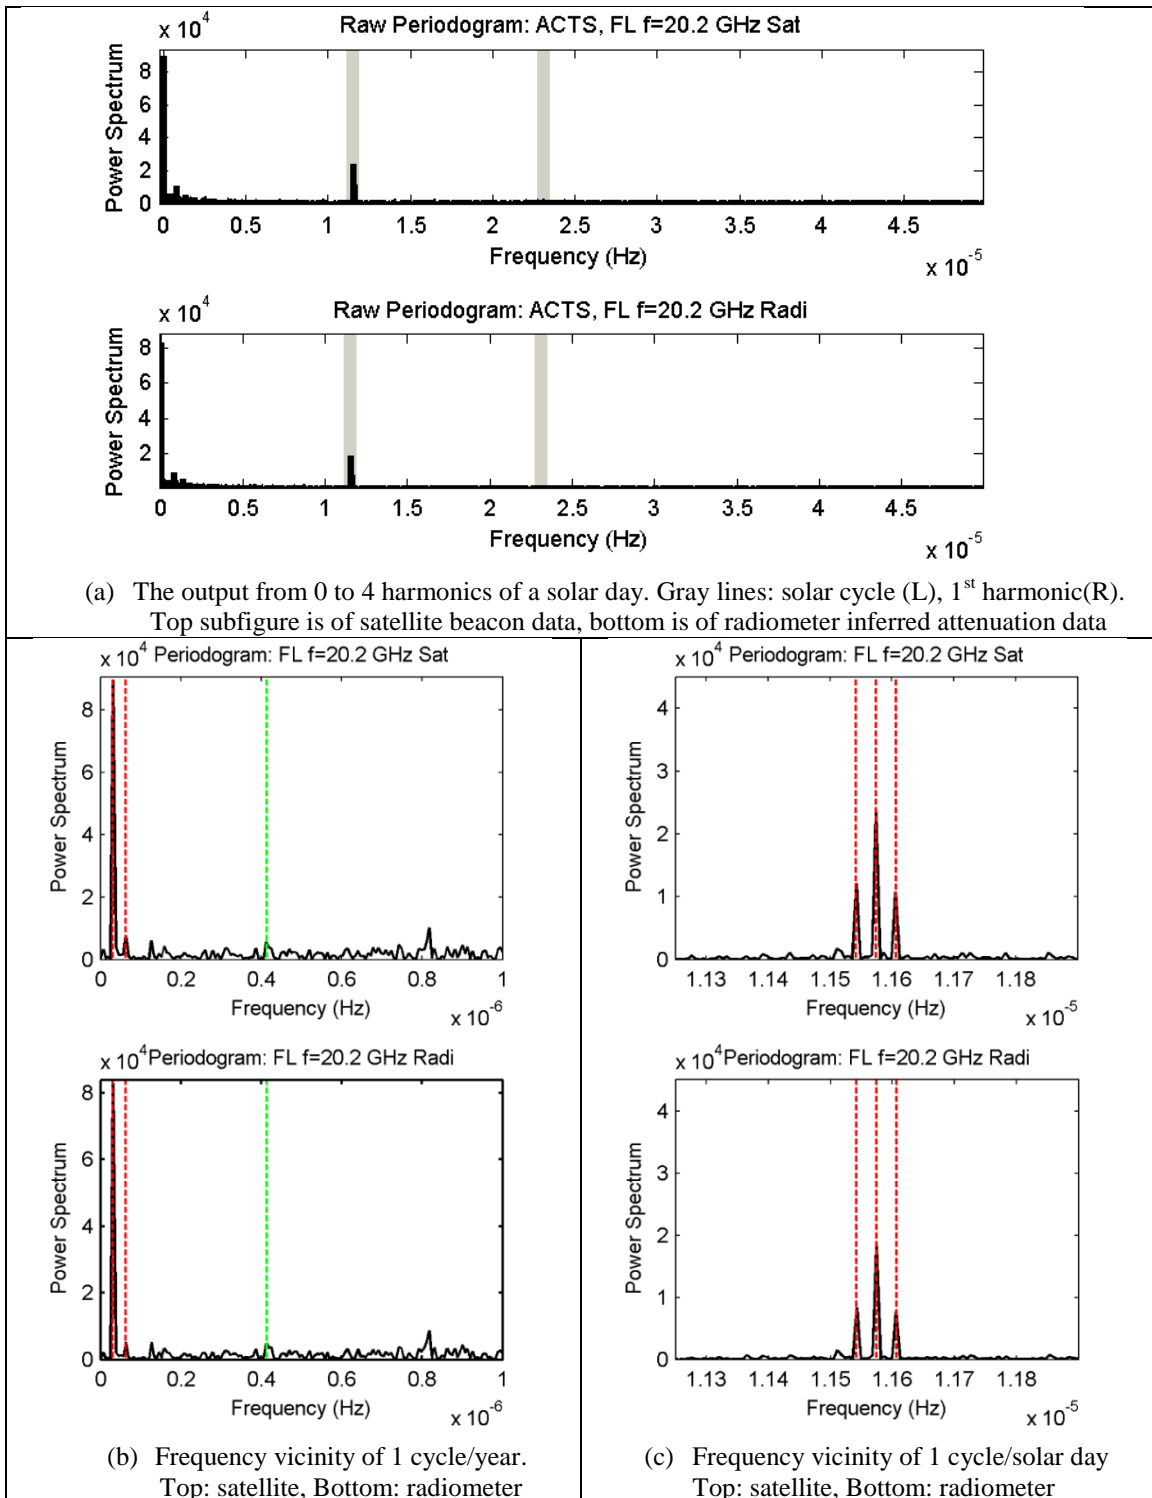 x 10^4
Raw Periodogram: ACTS, FL f=20.2 GHz Sat
Power Spectrum
8
6
4
2
0
0 0.5 1 1.5 2 2.5 3 3.5 4 4.5
Frequency (Hz)
x 10^-5
x 10^4
Raw Periodogram: ACTS, FL f=20.2 GHz Radi
Power Spectrum
8
6
4
2
0 0.5 1 1.5 2 2.5 3 3.5 4 4.5
Frequency (Hz)
x 10^-5
(a) The output from 0 to 4 harmonics of a solar day. Gray lines: solar cycle (L), 1st harmonic(R).
Top subfigure is of satellite beacon data, bottom is of radiometer inferred attenuation data
x 10^4 Periodogram: FL f=20.2 GHz Sat
Power Spectrum
8
6
4
2
0
0 0.2 0.4 0.6 0.8 1
Frequency (Hz)
x 10^-6
x 10^4 Periodogram: FL f=20.2 GHz Radi
Power Spectrum
8
6
4
2
0
0 0.2 0.4 0.6 0.8 1
Frequency (Hz)
x 10^-6
(b) Frequency vicinity of 1 cycle/year.
Top: satellite, Bottom: radiometer
x 10^4 Periodogram: FL f=20.2 GHz Sat
Power Spectrum
4
3
2
1
0
1.13 1.14 1.15 1.16 1.17 1.18
Frequency (Hz)
x 10^-5
x 10^4 Periodogram: FL f=20.2 GHz Radi
Power Spectrum
4
3
2
1
0
1.13 1.14 1.15 1.16 1.17 1.18
Frequency (Hz)
x 10^-5
(c) Frequency vicinity of 1 cycle/solar day
Top: satellite, Bottom: radiometer